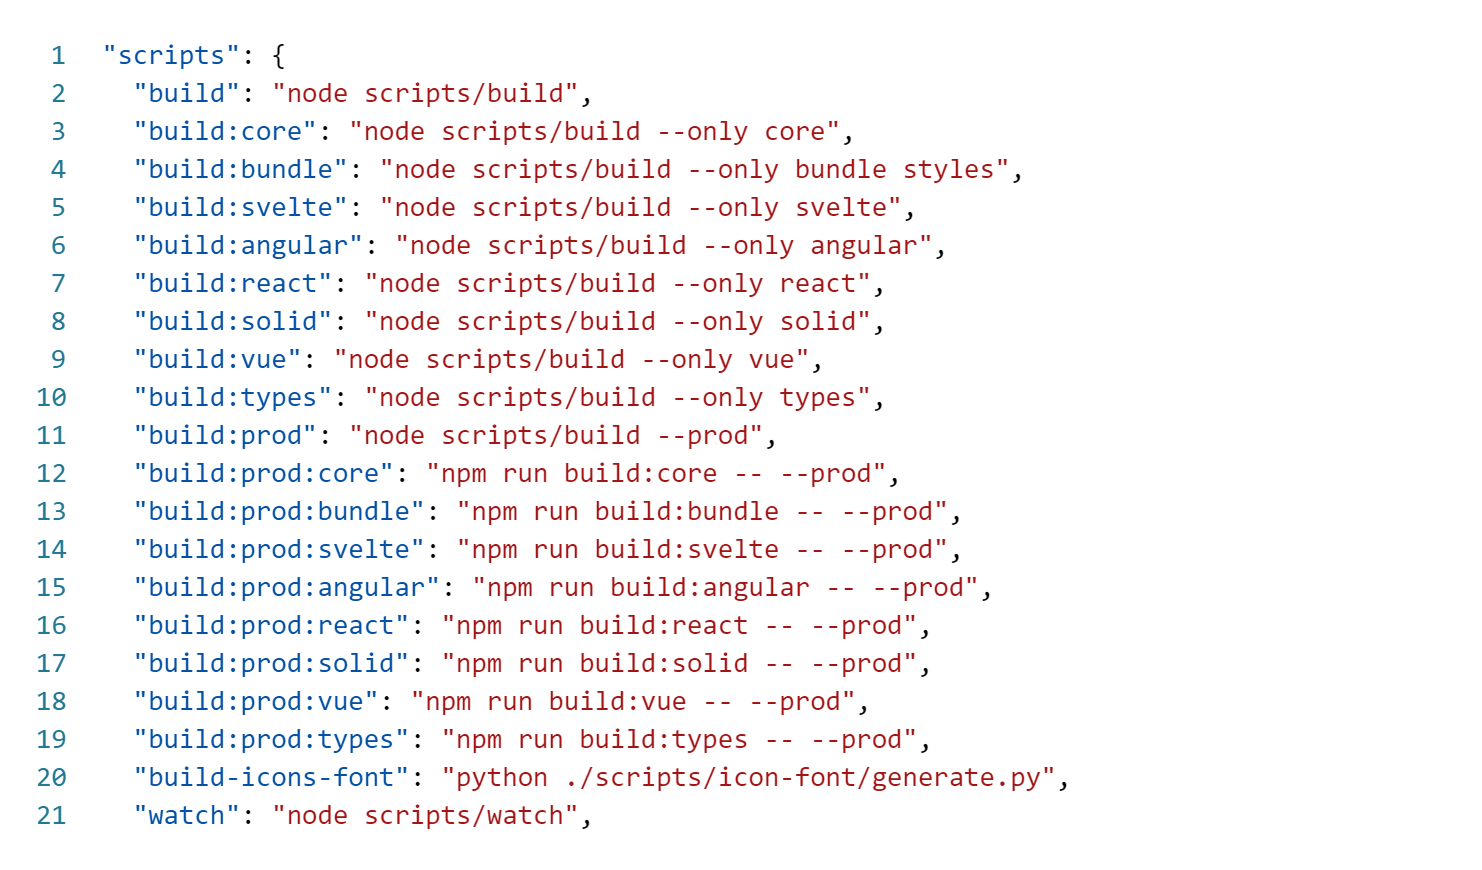 1 "scripts": {
2 "build": "node scripts/build",
3 "build:core": "node scripts/build --only core",
4 "build:bundle": "node scripts/build --only bundle styles",
5 "build:svelte": "node scripts/build --only svelte",
6 "build:angular": "node scripts/build --only angular",
7 "build:react": "node scripts/build --only react",
8 "build:solid": "node scripts/build --only solid",
9 "build:vue": "node scripts/build --only vue",
10 "build:types": "node scripts/build --only types",
11 "build:prod": "node scripts/build --prod",
12 "build:prod:core": "npm run build:core -- --prod",
13 "build:prod:bundle": "npm run build:bundle -- --prod",
14 "build:prod:svelte": "npm run build:svelte -- --prod",
15 "build:prod:angular": "npm run build:angular -- --prod",
16 "build:prod:react": "npm run build:react -- --prod",
17 "build:prod:solid": "npm run build:solid -- --prod",
18 "build:prod:vue": "npm run build:vue -- --prod",
19 "build:prod:types": "npm run build:types -- --prod",
20 "build-icons-font": "python ./scripts/icon-font/generate.py",
21 "watch": "node scripts/watch",